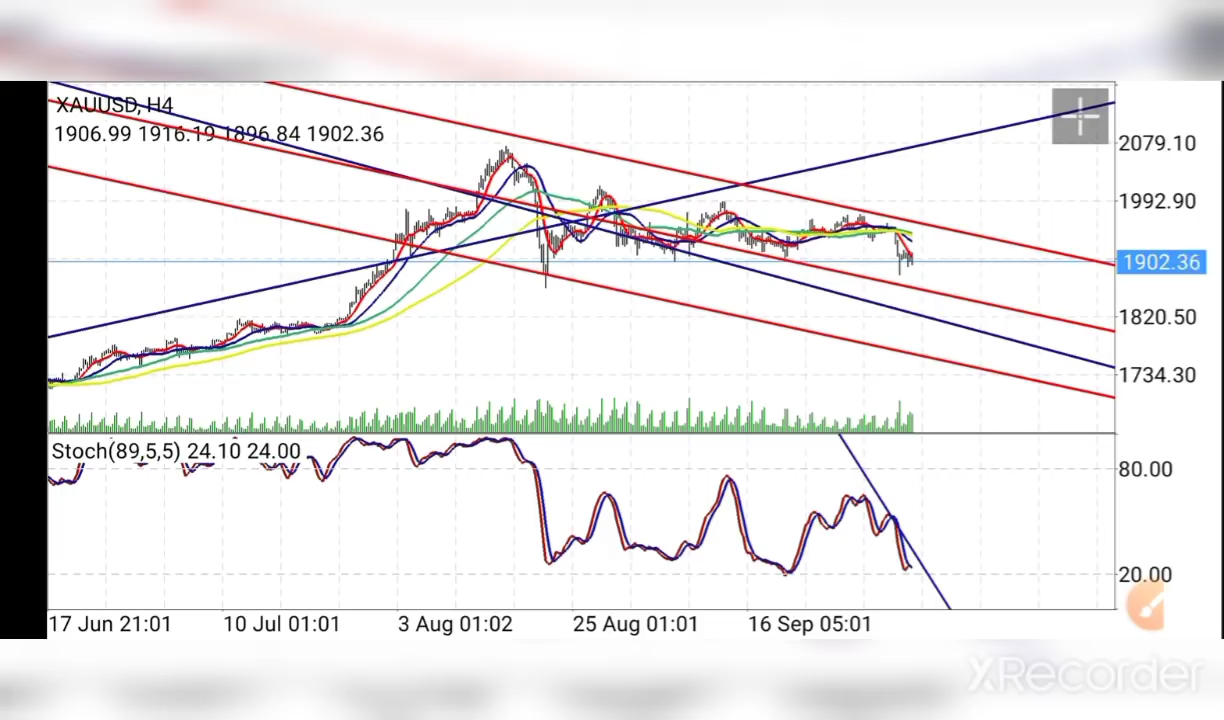 XAUUSD, H4
1906.99 1916.19 1896.84 1902.36
2079.10
1992.90
1902.36
1820.50
1734.30
Stoch(89,5,5) 24.10 24.00
80.00
20.00
17 Jun 21:01 10 Jul 01:01 3 Aug 01:02 25 Aug 01:01 16 Sep 05:01
XRecorder